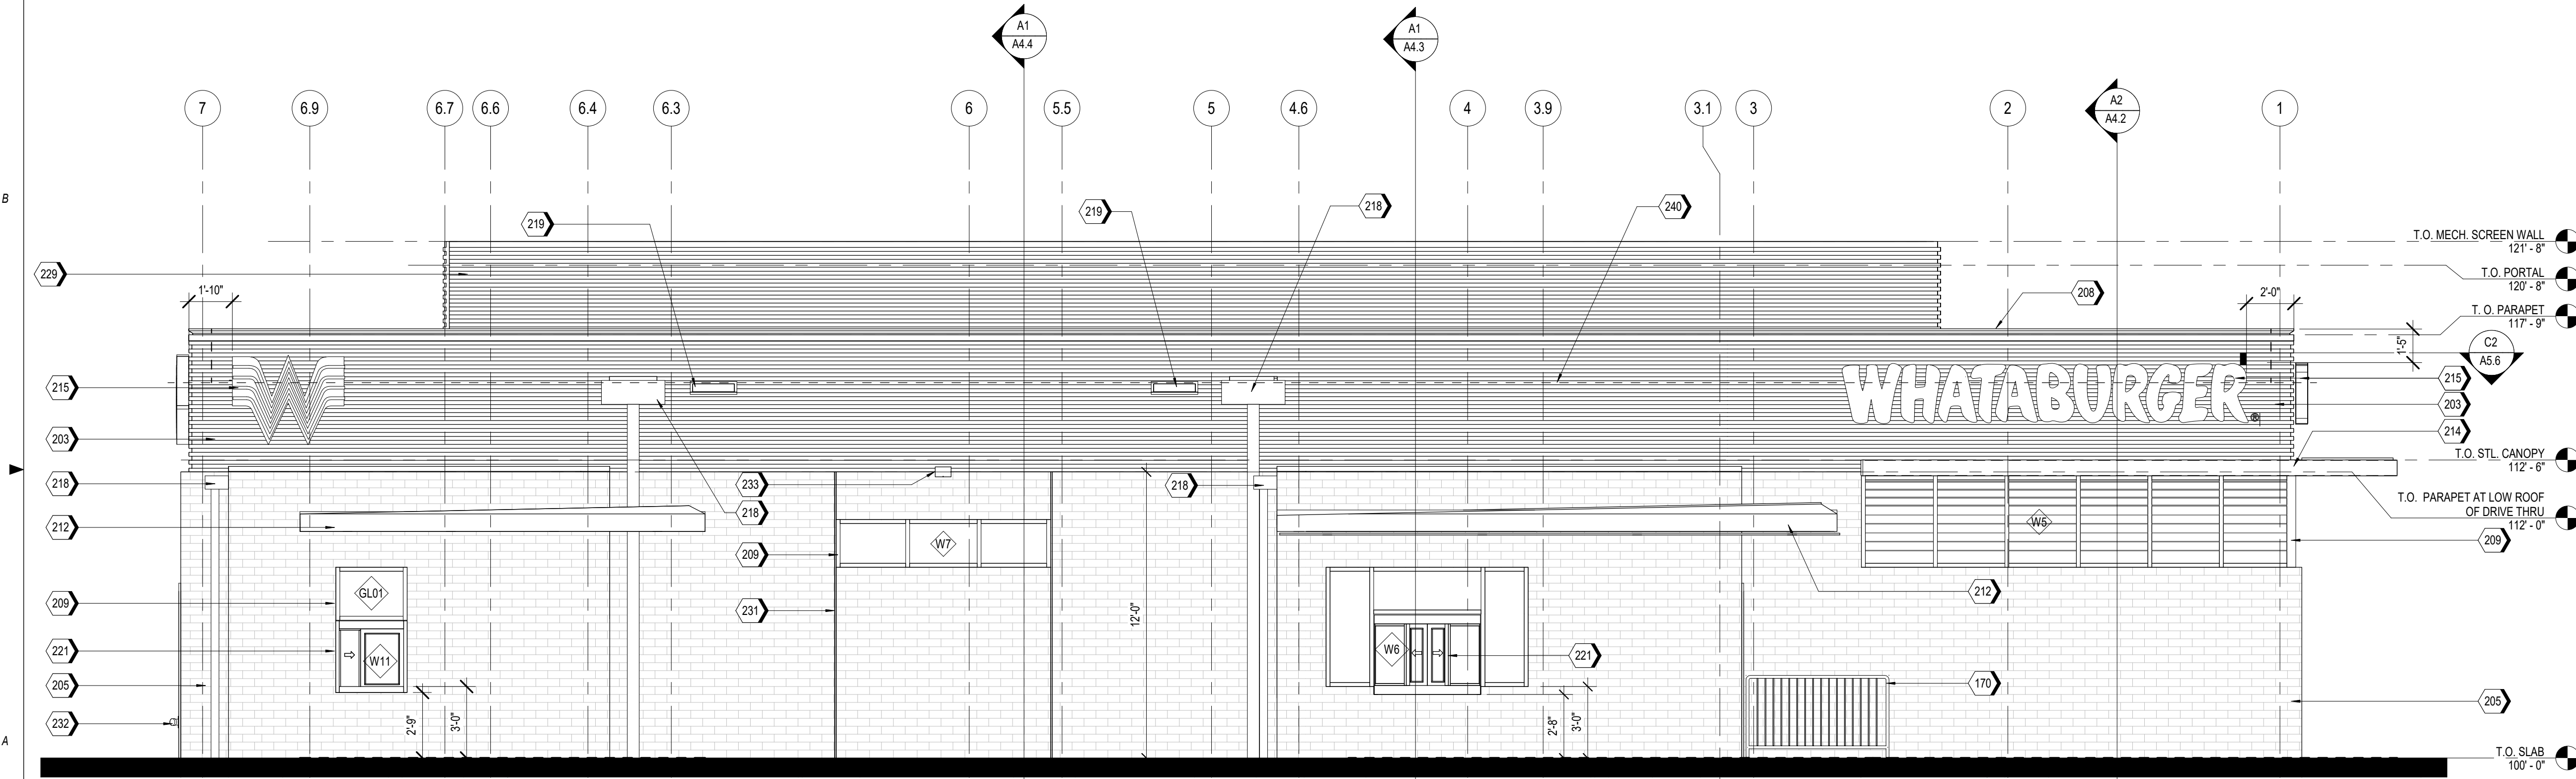 A1
A4.4
A1
A4.3
A2
A4.2
7
6.9
6.7
6.6
6.4
6.3
6
5.5
5
4.6
4
3.9
3.1
3
2
1
B
219
219
218
240
T.O. MECH. SCREEN WALL
121' - 8"
229
T.O. PORTAL
120' - 8"
1'-10"
208
2'-0"
T. O. PARAPET
117' - 9"
1'-5"
C2
A5.6
215
W
WHATABURGER®
215
203
203
214
T.O. STL. CANOPY
112' - 6"
218
233
218
218
212
T.O. PARAPET AT LOW ROOF
OF DRIVE THRU
112' - 0"
W5
209
W7
209
212
209
GL01
231
12'-0"
221
W11
W6
221
205
170
205
232
2'-9"
3'-0"
2'-8"
3'-0"
A
T.O. SLAB
100' - 0"